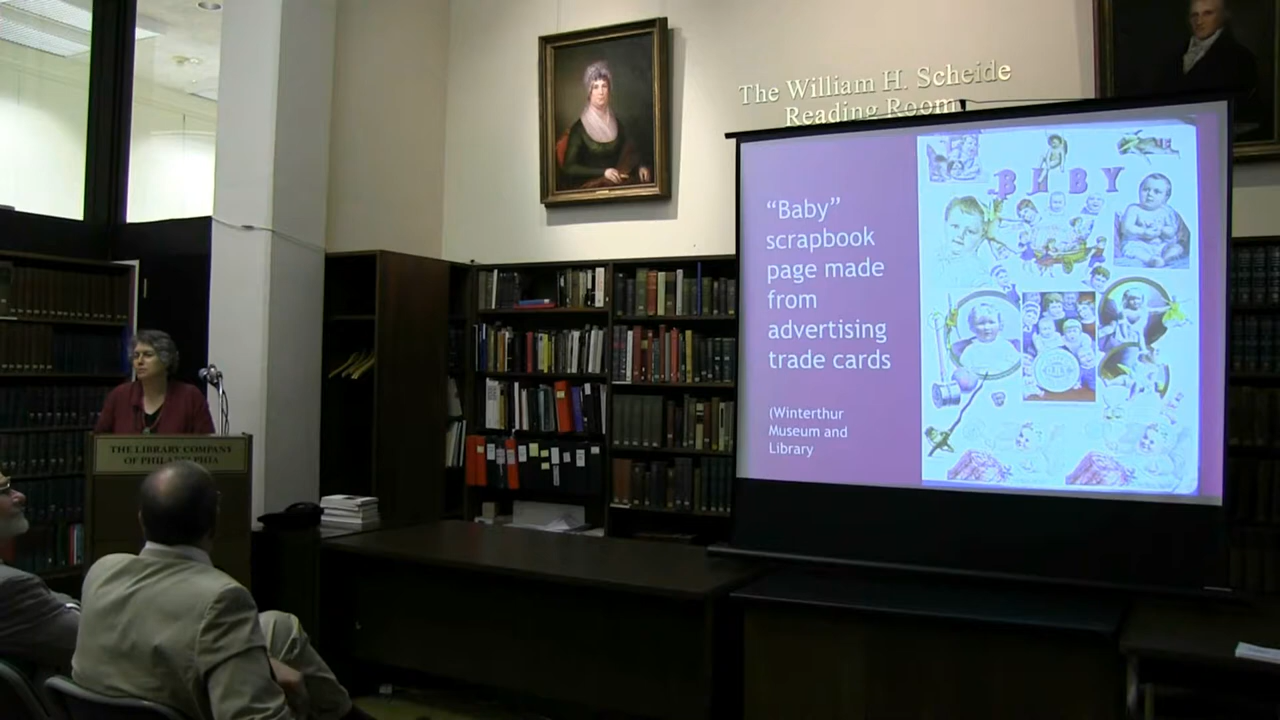 The William H. Scheide
Reading Room
"Baby"
scrapbook
page made
from
advertising
trade cards
(Winterthur
Museum and
Library
BABY
THE LIBRARY COMPANY
OF PHILADELPHIA